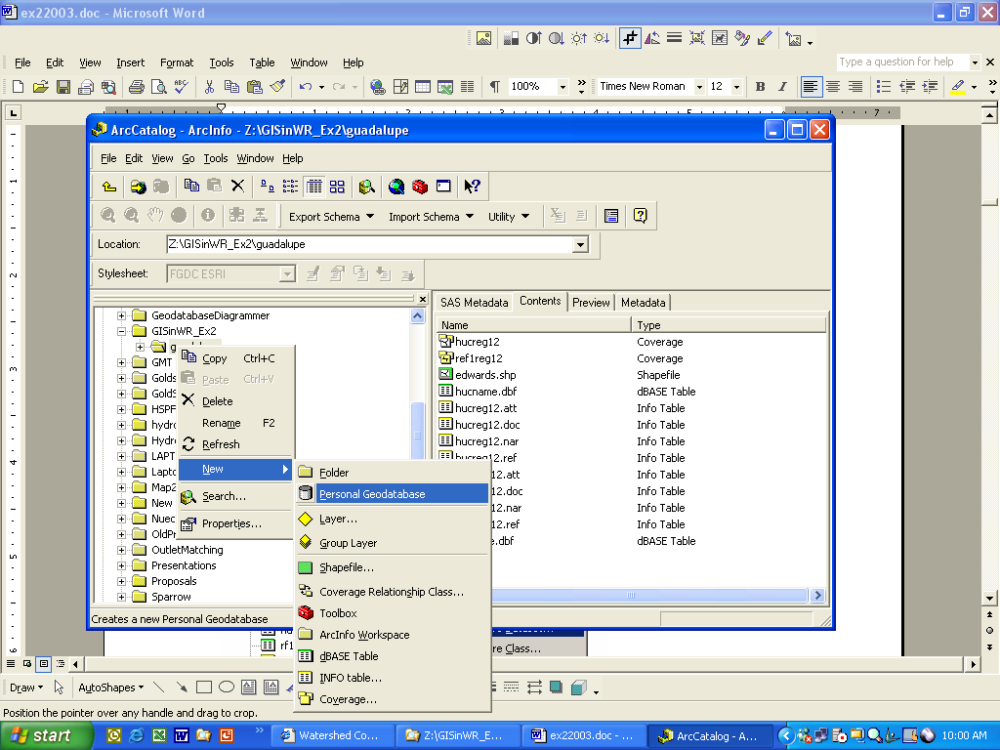 ex22003.doc - Microsoft Word
File Edit View Insert Format Tools Table Window Help
Type a question for help
100% Times New Roman 12 B I
ArcCatalog - ArcInfo - Z:\GISinWR_Ex2\guadalupe
File Edit View Go Tools Window Help
Export Schema Import Schema Utility
Location: Z:\GISinWR_Ex2\guadalupe
Stylesheet: FGDC ESRI
SAS Metadata Contents Preview Metadata
GeodatabaseDiagrammer
GISinWR_Ex2
GMT
Golds
GoldS
HSPF
hydro
Hydro
LAPT
Lapto
Map2
New
Nuec
OldPr
OutletMatching
Presentations
Proposals
Sparrow
Name Type
hucreg12 Coverage
ref1reg12 Coverage
edwards.shp Shapefile
hucname.dbf dBASE Table
hucreg12.att Info Table
hucreg12.doc Info Table
hucreg12.nar Info Table
hucreg12.ref Info Table
12.att Info Table
12.doc Info Table
12.nar Info Table
12.ref Info Table
e.dbf dBASE Table
Copy Ctrl+C
Paste Ctrl+V
Delete
Rename F2
Refresh
New
Search...
Properties...
Folder
Personal Geodatabase
Layer...
Group Layer
Shapefile...
Coverage Relationship Class...
Toolbox
ArcInfo Workspace
dBASE Table
INFO table...
Coverage...
Creates a new Personal Geodatabase
rf1
re Class...
Draw AutoShapes
Position the pointer over any handle and drag to crop.
start Watershed Co... Z:\GISinWR_E... ex22003.doc - ... ArcCatalog - A... 10:00 AM